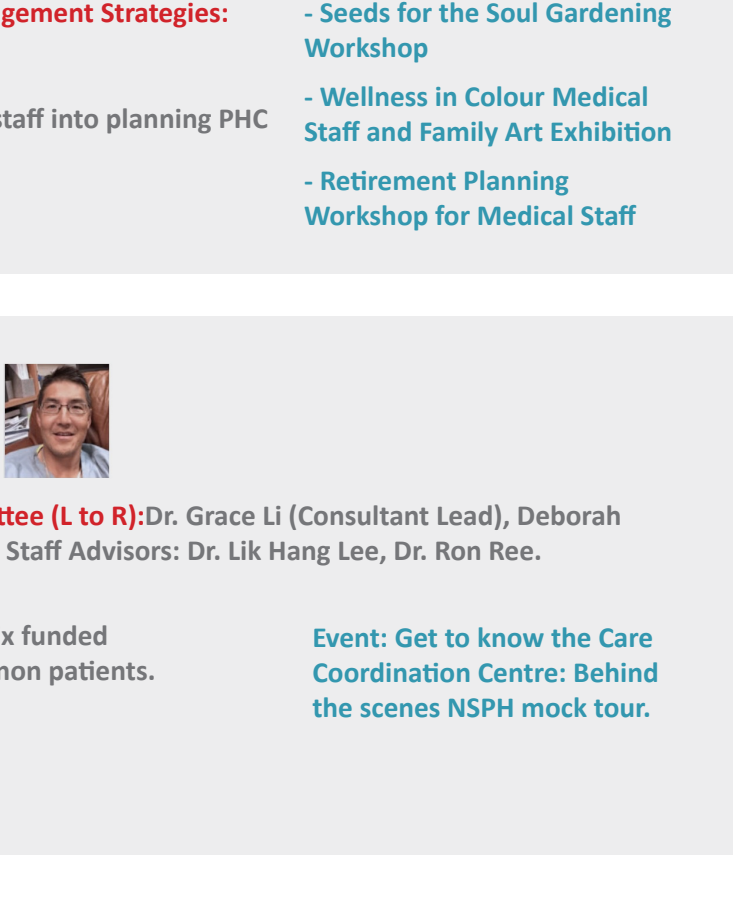 gement Strategies:
staff into planning PHC
- Seeds for the Soul Gardening
Workshop
- Wellness in Colour Medical
Staff and Family Art Exhibition
- Retirement Planning
Workshop for Medical Staff
ttee (L to R):Dr. Grace Li (Consultant Lead), Deborah
Staff Advisors: Dr. Lik Hang Lee, Dr. Ron Ree.
x funded
mon patients.
Event: Get to know the Care
Coordination Centre: Behind
the scenes NSPH mock tour.